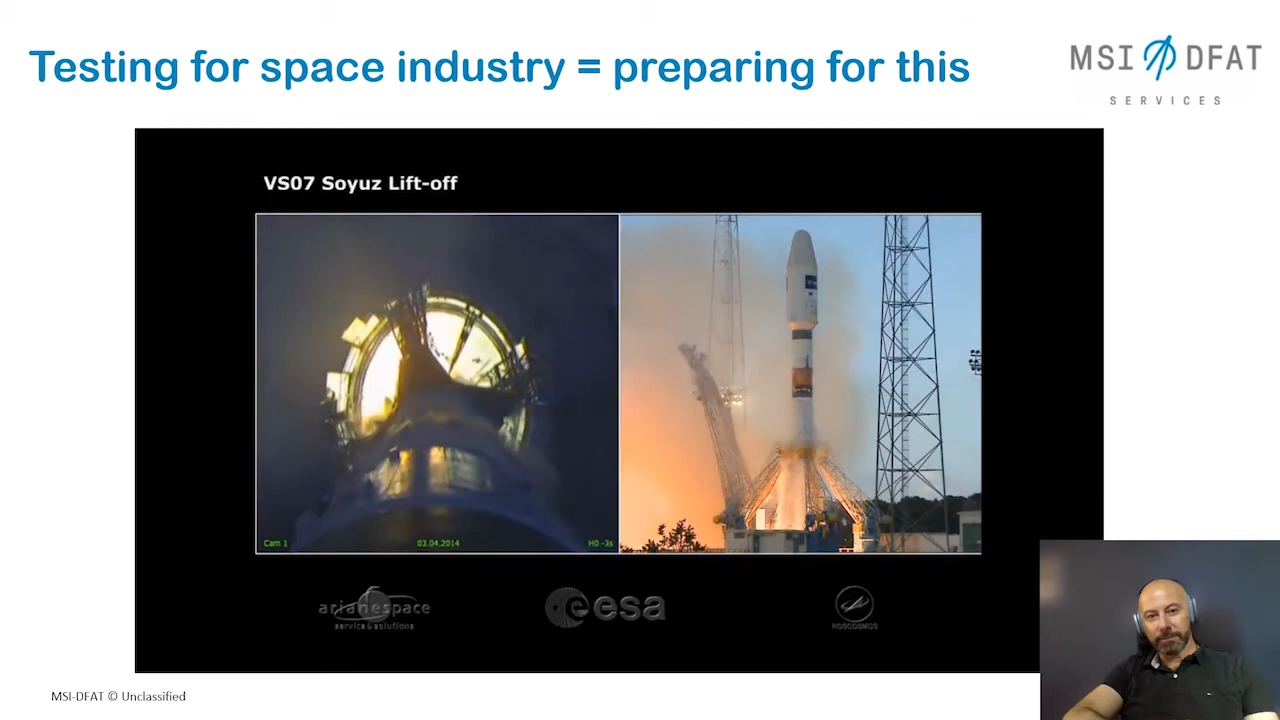 Testing for space industry = preparing for this
MSI DFAT
SERVICES
VS07 Soyuz Lift-off
Cam 1
03.04.2014
H0 -3s
arianespace
service & solutions
esa
ROSCOSMOS
MSI-DFAT © Unclassified